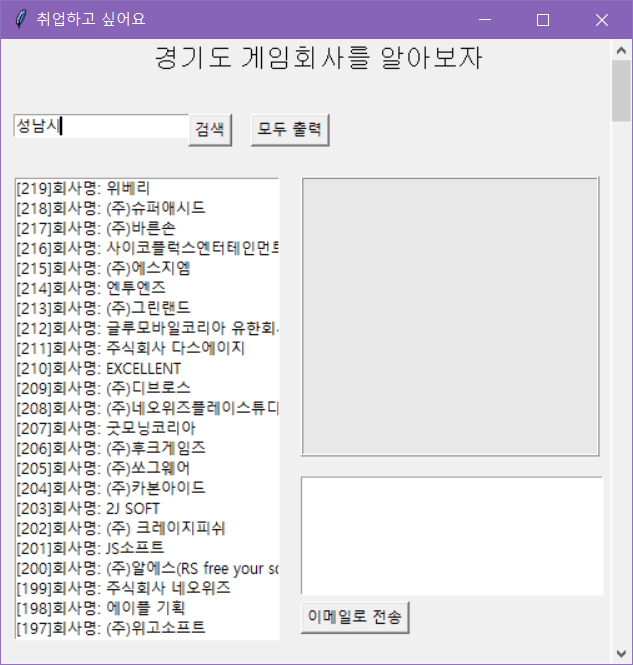 취업하고 싶어요
경기도 게임회사를 알아보자
성남시
검색
모두 출력
[219]회사명: 위베리
[218]회사명: (주)슈퍼애시드
[217]회사명: (주)바른손
[216]회사명: 사이코플럭스엔터테인먼트
[215]회사명: (주)에스지엠
[214]회사명: 엔투엔즈
[213]회사명: (주)그린랜드
[212]회사명: 글루모바일코리아 유한회사
[211]회사명: 주식회사 다스에이지
[210]회사명: EXCELLENT
[209]회사명: (주)디브로스
[208]회사명: (주)네오위즈플레이스튜디
[207]회사명: 굿모닝코리아
[206]회사명: (주)후크게임즈
[205]회사명: (주)쏘그웨어
[204]회사명: (주)카본아이드
[203]회사명: 2J SOFT
[202]회사명: (주) 크레이지피쉬
[201]회사명: JS소프트
[200]회사명: (주)알에스(RS free your so
[199]회사명: 주식회사 네오위즈
[198]회사명: 에이플 기획
[197]회사명: (주)위고소프트
이메일로 전송